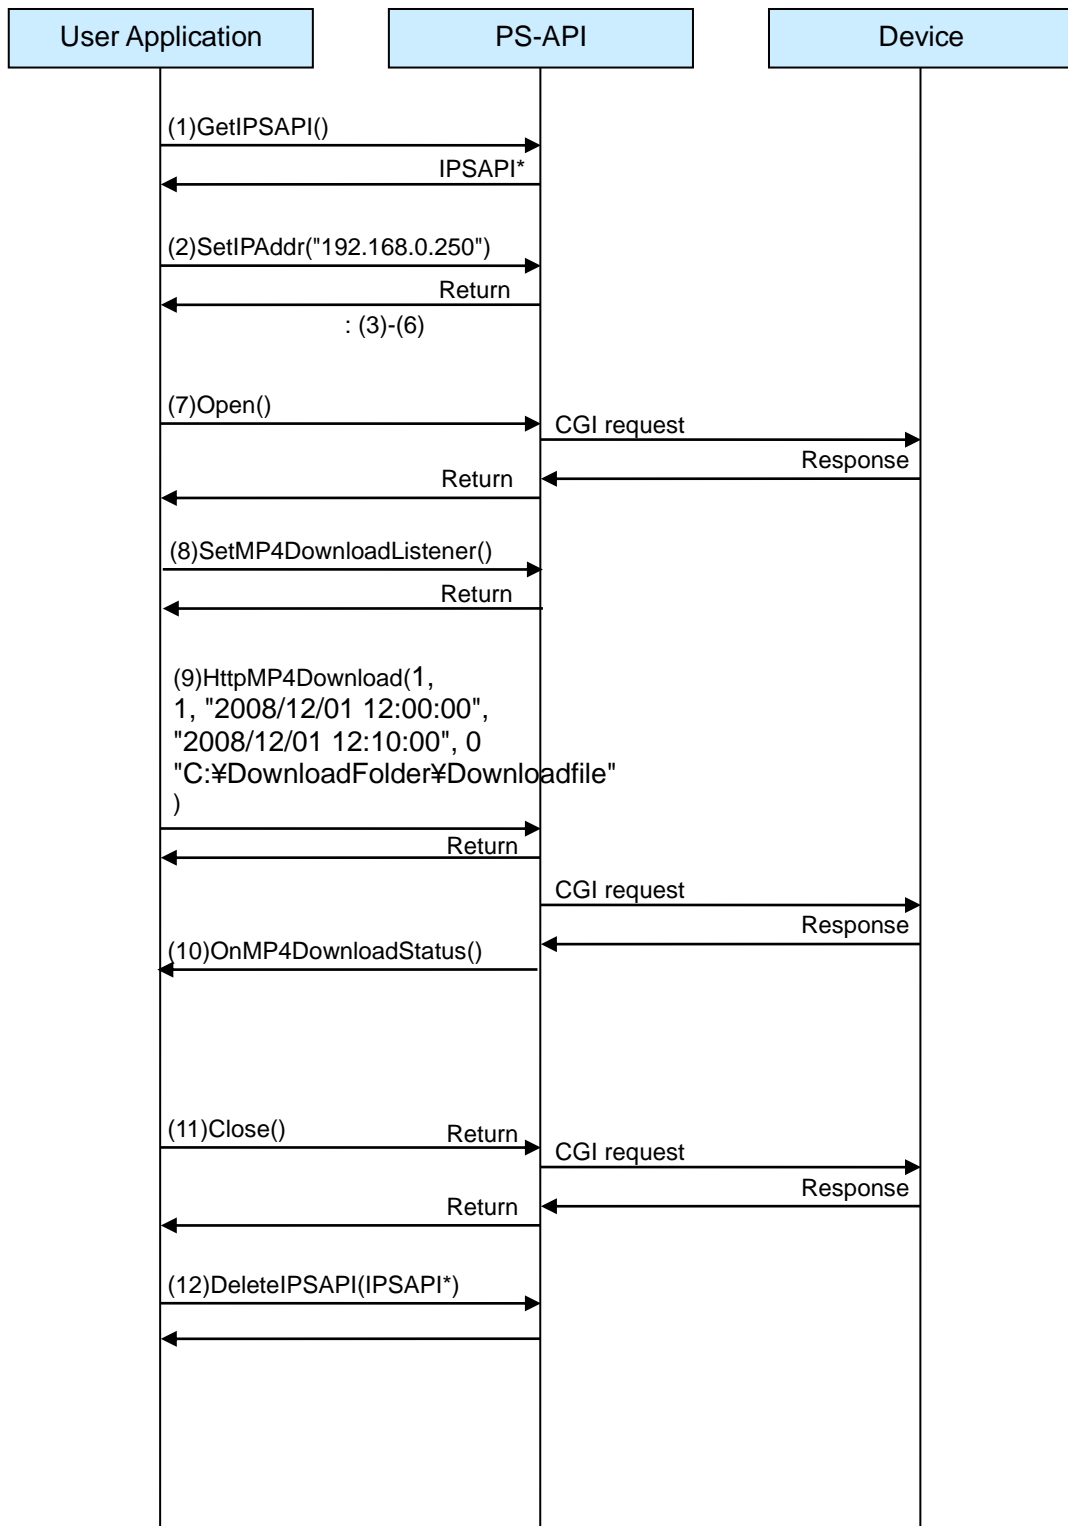 User Application
PS-API
Device
(1)GetIPSAPI()
IPSAPI*
(2)SetIPAddr("192.168.0.250")
Return
: (3)-(6)
(7)Open()
CGI request
Response
Return
(8)SetMP4DownloadListener()
Return
(9)HttpMP4Download(1,
1, "2008/12/01 12:00:00",
"2008/12/01 12:10:00", 0
"C:¥DownloadFolder¥Downloadfile"
)
Return
CGI request
Response
(10)OnMP4DownloadStatus()
(11)Close()
Return
CGI request
Response
Return
(12)DeleteIPSAPI(IPSAPI*)